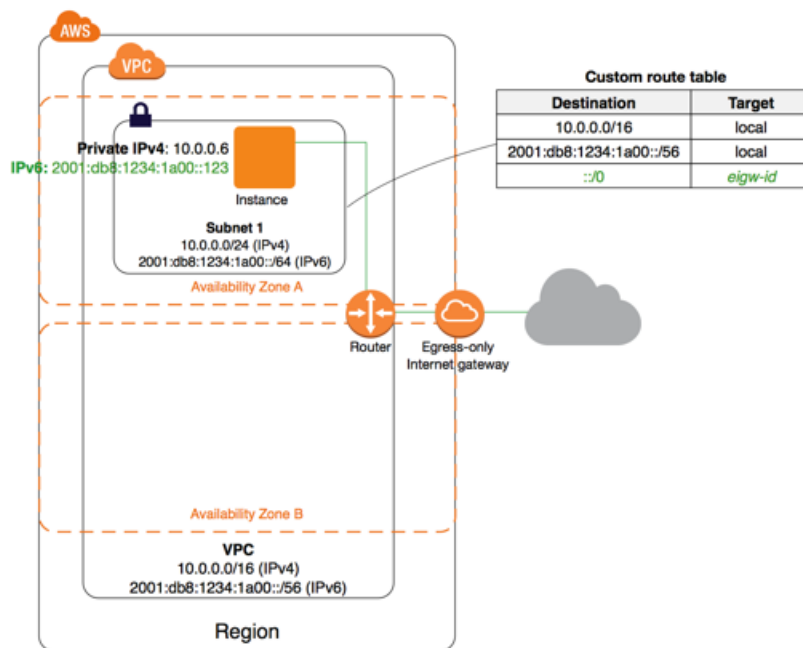 AWS
VPC
Custom route table
Destination Target
10.0.0.0/16 local
2001:db8:1234:1a00::/56 local
::/0 eigw-id
Private IPv4: 10.0.0.6
IPv6: 2001:db8:1234:1a00::123
Instance
Subnet 1
10.0.0.0/24 (IPv4)
2001:db8:1234:1a00::/64 (IPv6)
Availability Zone A
Router
Egress-only
Internet gateway
Availability Zone B
VPC
10.0.0.0/16 (IPv4)
2001:db8:1234:1a00::/56 (IPv6)
Region